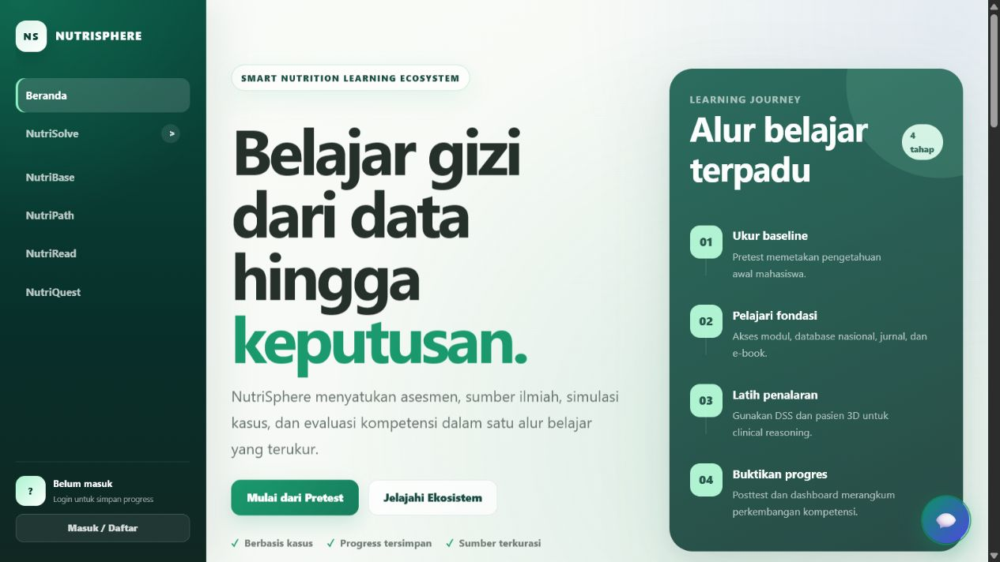 NS NUTRISPHERE
Beranda
NutriSolve >
NutriBase
NutriPath
NutriRead
NutriQuest
? Belum masuk
Login untuk simpan progress
Masuk / Daftar
SMART NUTRITION LEARNING ECOSYSTEM
Belajar gizi
dari data
hingga
keputusan.
NutriSphere menyatukan asesmen, sumber ilmiah, simulasi
kasus, dan evaluasi kompetensi dalam satu alur belajar
yang terukur.
Mulai dari Pretest Jelajahi Ekosistem
✓ Berbasis kasus ✓ Progress tersimpan ✓ Sumber terkurasi
LEARNING JOURNEY
Alur belajar
terpadu
4
tahap
01 Ukur baseline
Pretest memetakan pengetahuan
awal mahasiswa.
02 Pelajari fondasi
Akses modul, database nasional, jurnal, dan
e-book.
03 Latih penalaran
Gunakan DSS dan pasien 3D untuk
clinical reasoning.
04 Buktikan progres
Posttest dan dashboard merangkum
perkembangan kompetensi.